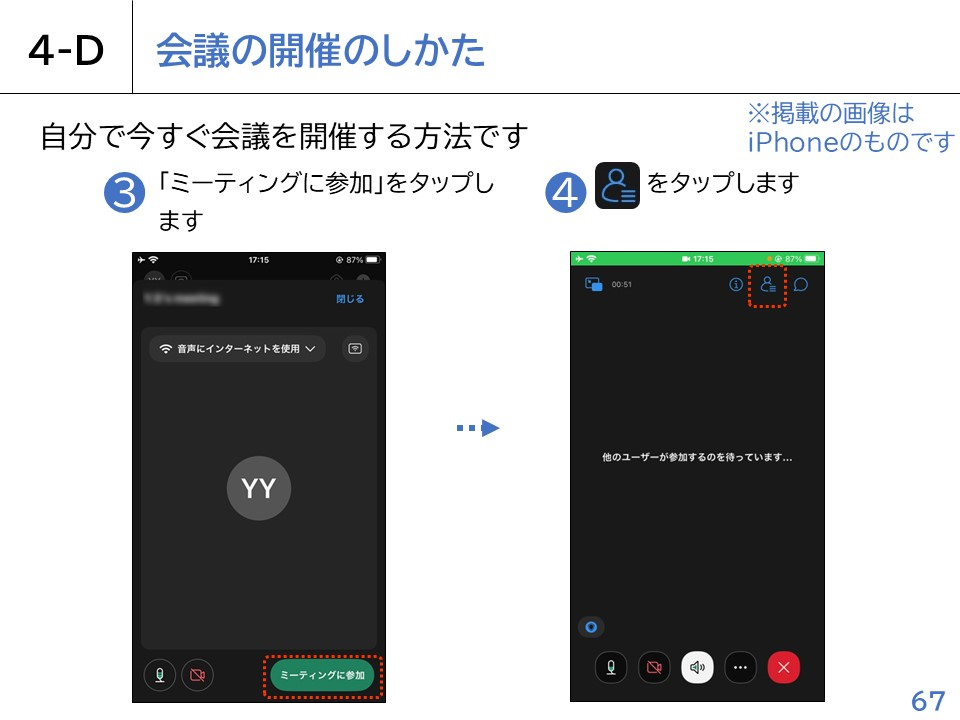 4-D
会議の開催のしかた
※掲載の画像は
iPhoneのものです
自分で今すぐ会議を開催する方法です
3
「ミーティングに参加」をタップし
ます
4
をタップします
17:15
87%
閉じる
音声にインターネットを使用
YY
ミーティングに参加
17:15
87%
00:51
他のユーザーが参加するのを待っています...
67